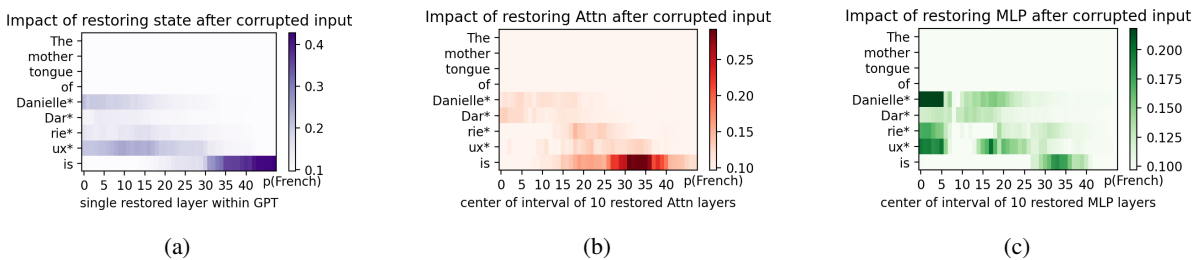 Impact of restoring state after corrupted input
The
mother
tongue
of
Danielle*
Dar*
rie*
ux*
is
0 5 10 15 20 25 30 35 40
single restored layer within GPT
0.4
0.3
0.2
0.1
p(French)
(a)
Impact of restoring Attn after corrupted input
The
mother
tongue
of
Danielle*
Dar*
rie*
ux*
is
0 5 10 15 20 25 30 35 40
center of interval of 10 restored Attn layers
0.25
0.20
0.15
0.10
p(French)
(b)
Impact of restoring MLP after corrupted input
The
mother
tongue
of
Danielle*
Dar*
rie*
ux*
is
0 5 10 15 20 25 30 35 40
center of interval of 10 restored MLP layers
0.200
0.175
0.150
0.125
0.100
p(French)
(c)